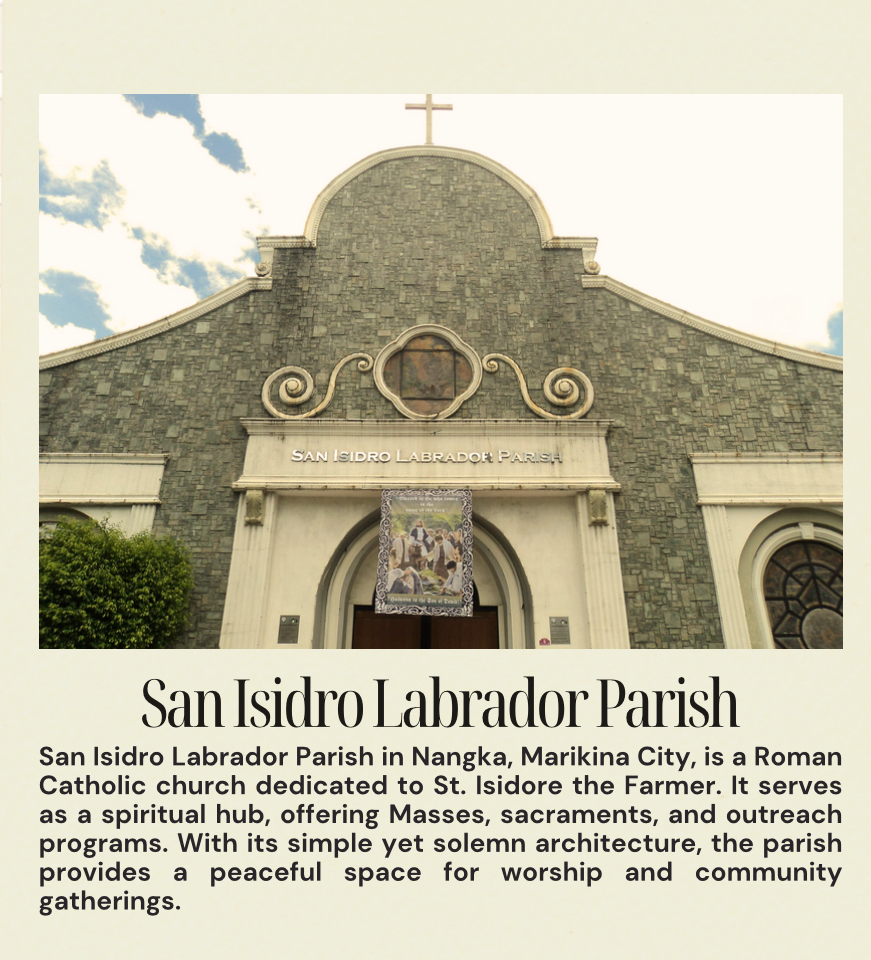 SAN ISIDRO LABRADOR PARISH
San Isidro Labrador Parish
San Isidro Labrador Parish in Nangka, Marikina City, is a Roman
Catholic church dedicated to St. Isidore the Farmer. It serves
as a spiritual hub, offering Masses, sacraments, and outreach
programs. With its simple yet solemn architecture, the parish
provides a peaceful space for worship and community
gatherings.